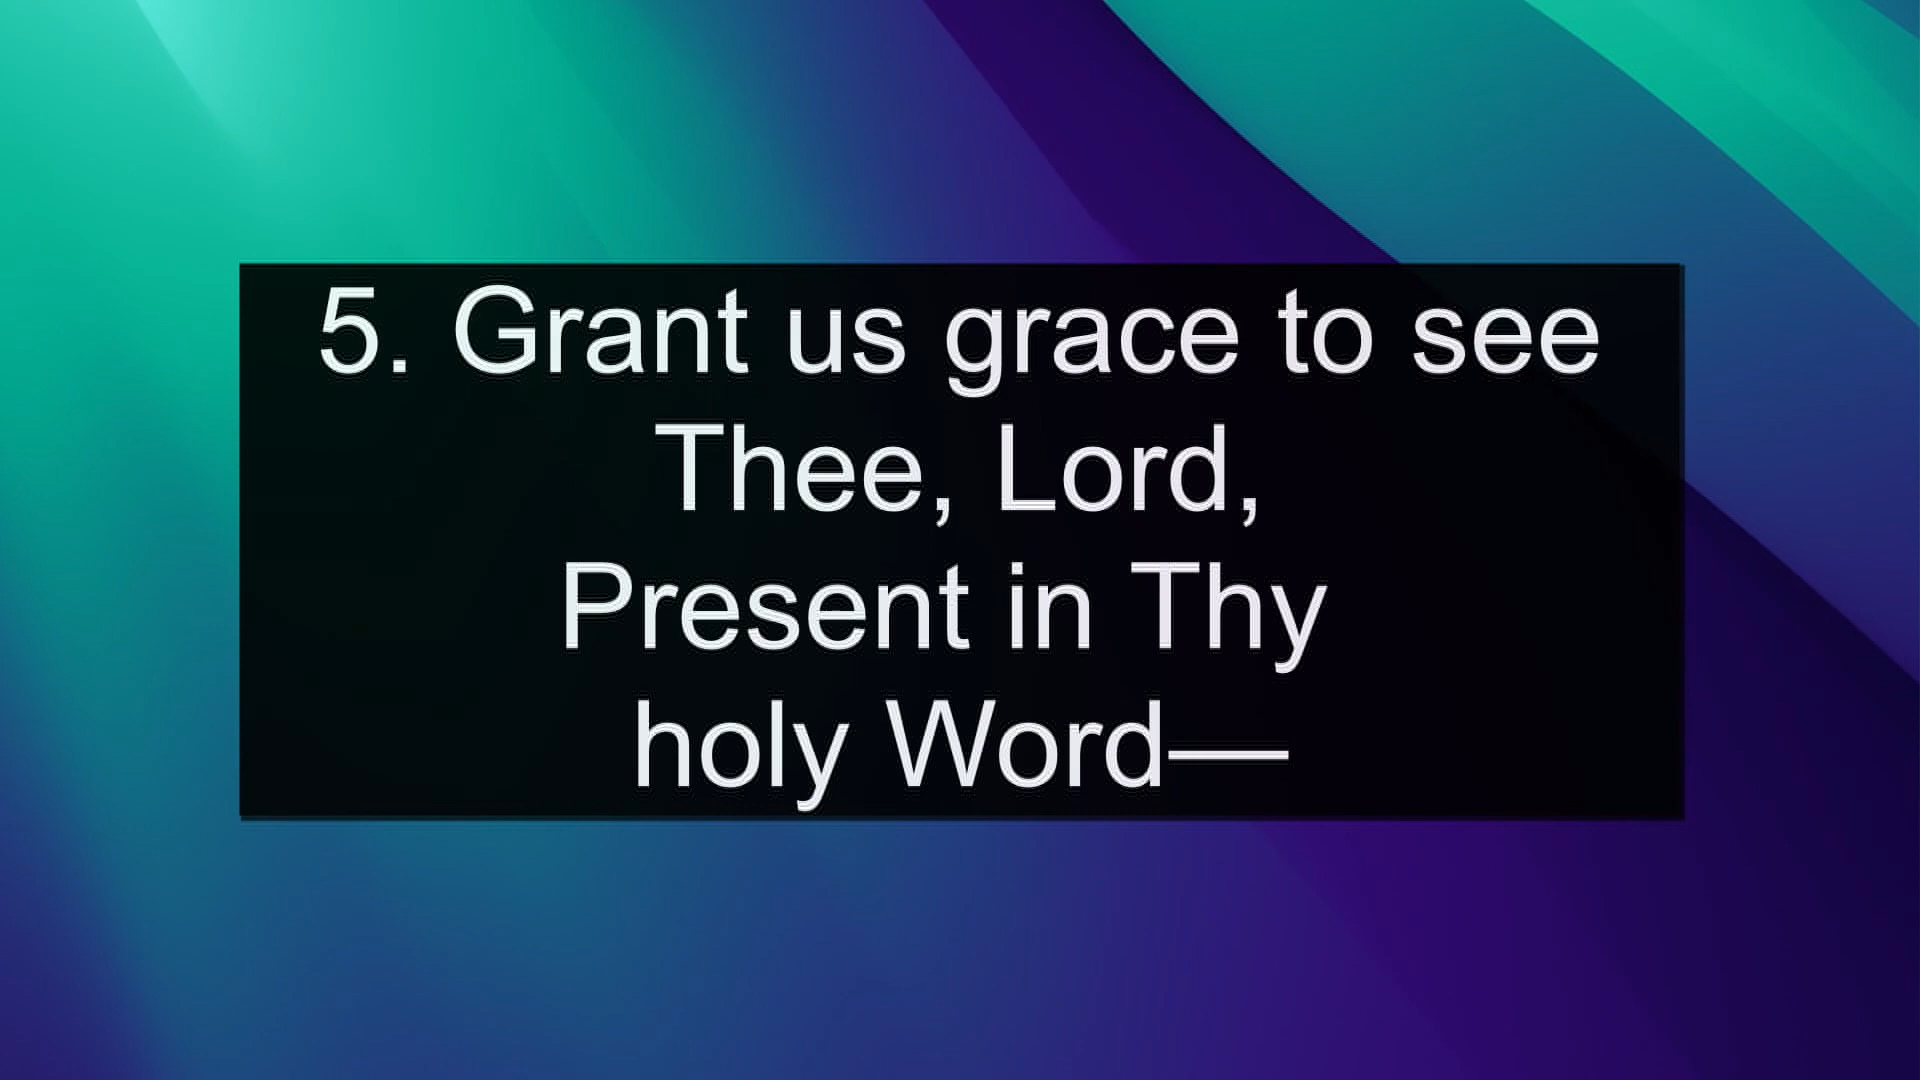 5. Grant us grace to see
Thee, Lord,
Present in Thy
holy Word—